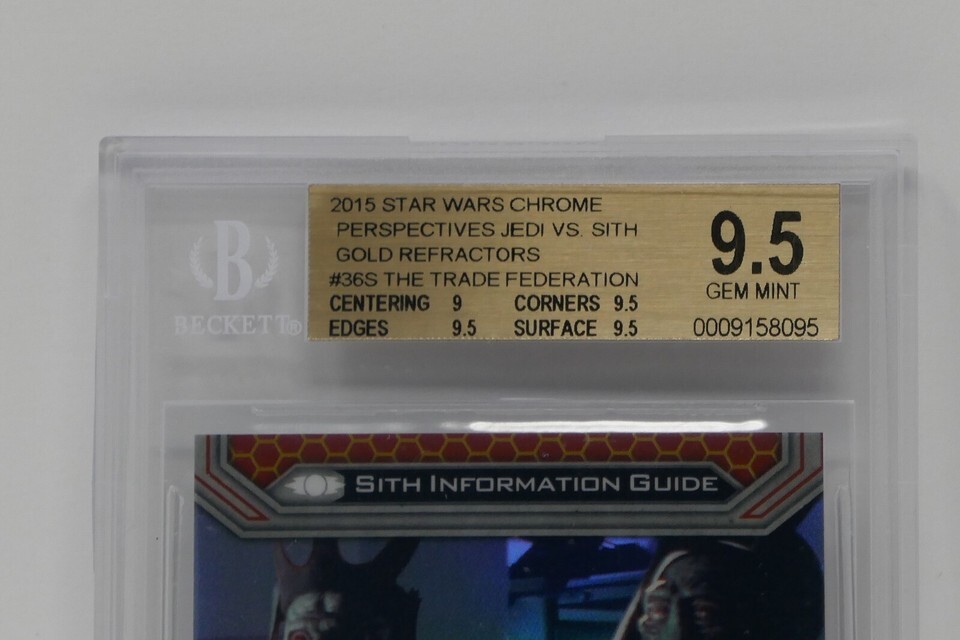 2015 STAR WARS CHROME
PERSPECTIVES JEDI VS. SITH
GOLD REFRACTORS
#36S THE TRADE FEDERATION
CENTERING 9 CORNERS 9.5
EDGES 9.5 SURFACE 9.5
9.5
GEM MINT
0009158095
B
BECKETT®
SITH INFORMATION GUIDE